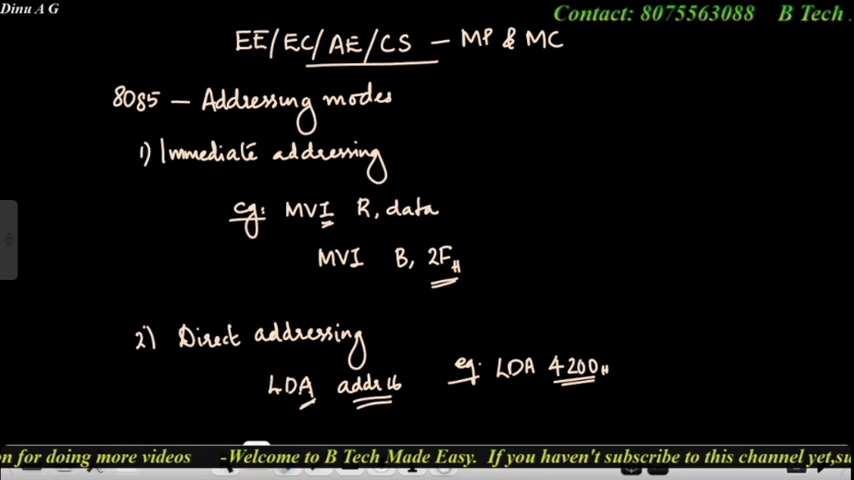 Dinu A G
Contact: 8075563088 B Tech
EE/EC/AE/CS - MP & MC
8085 - Addressing modes
1) Immediate addressing
eg: MVI R, data
MVI B, 2FH
2) Direct addressing
LDA addr16 eg: LDA 4200H
n for doing more videos -Welcome to B Tech Made Easy. If you haven't subscribe to this channel yet,su